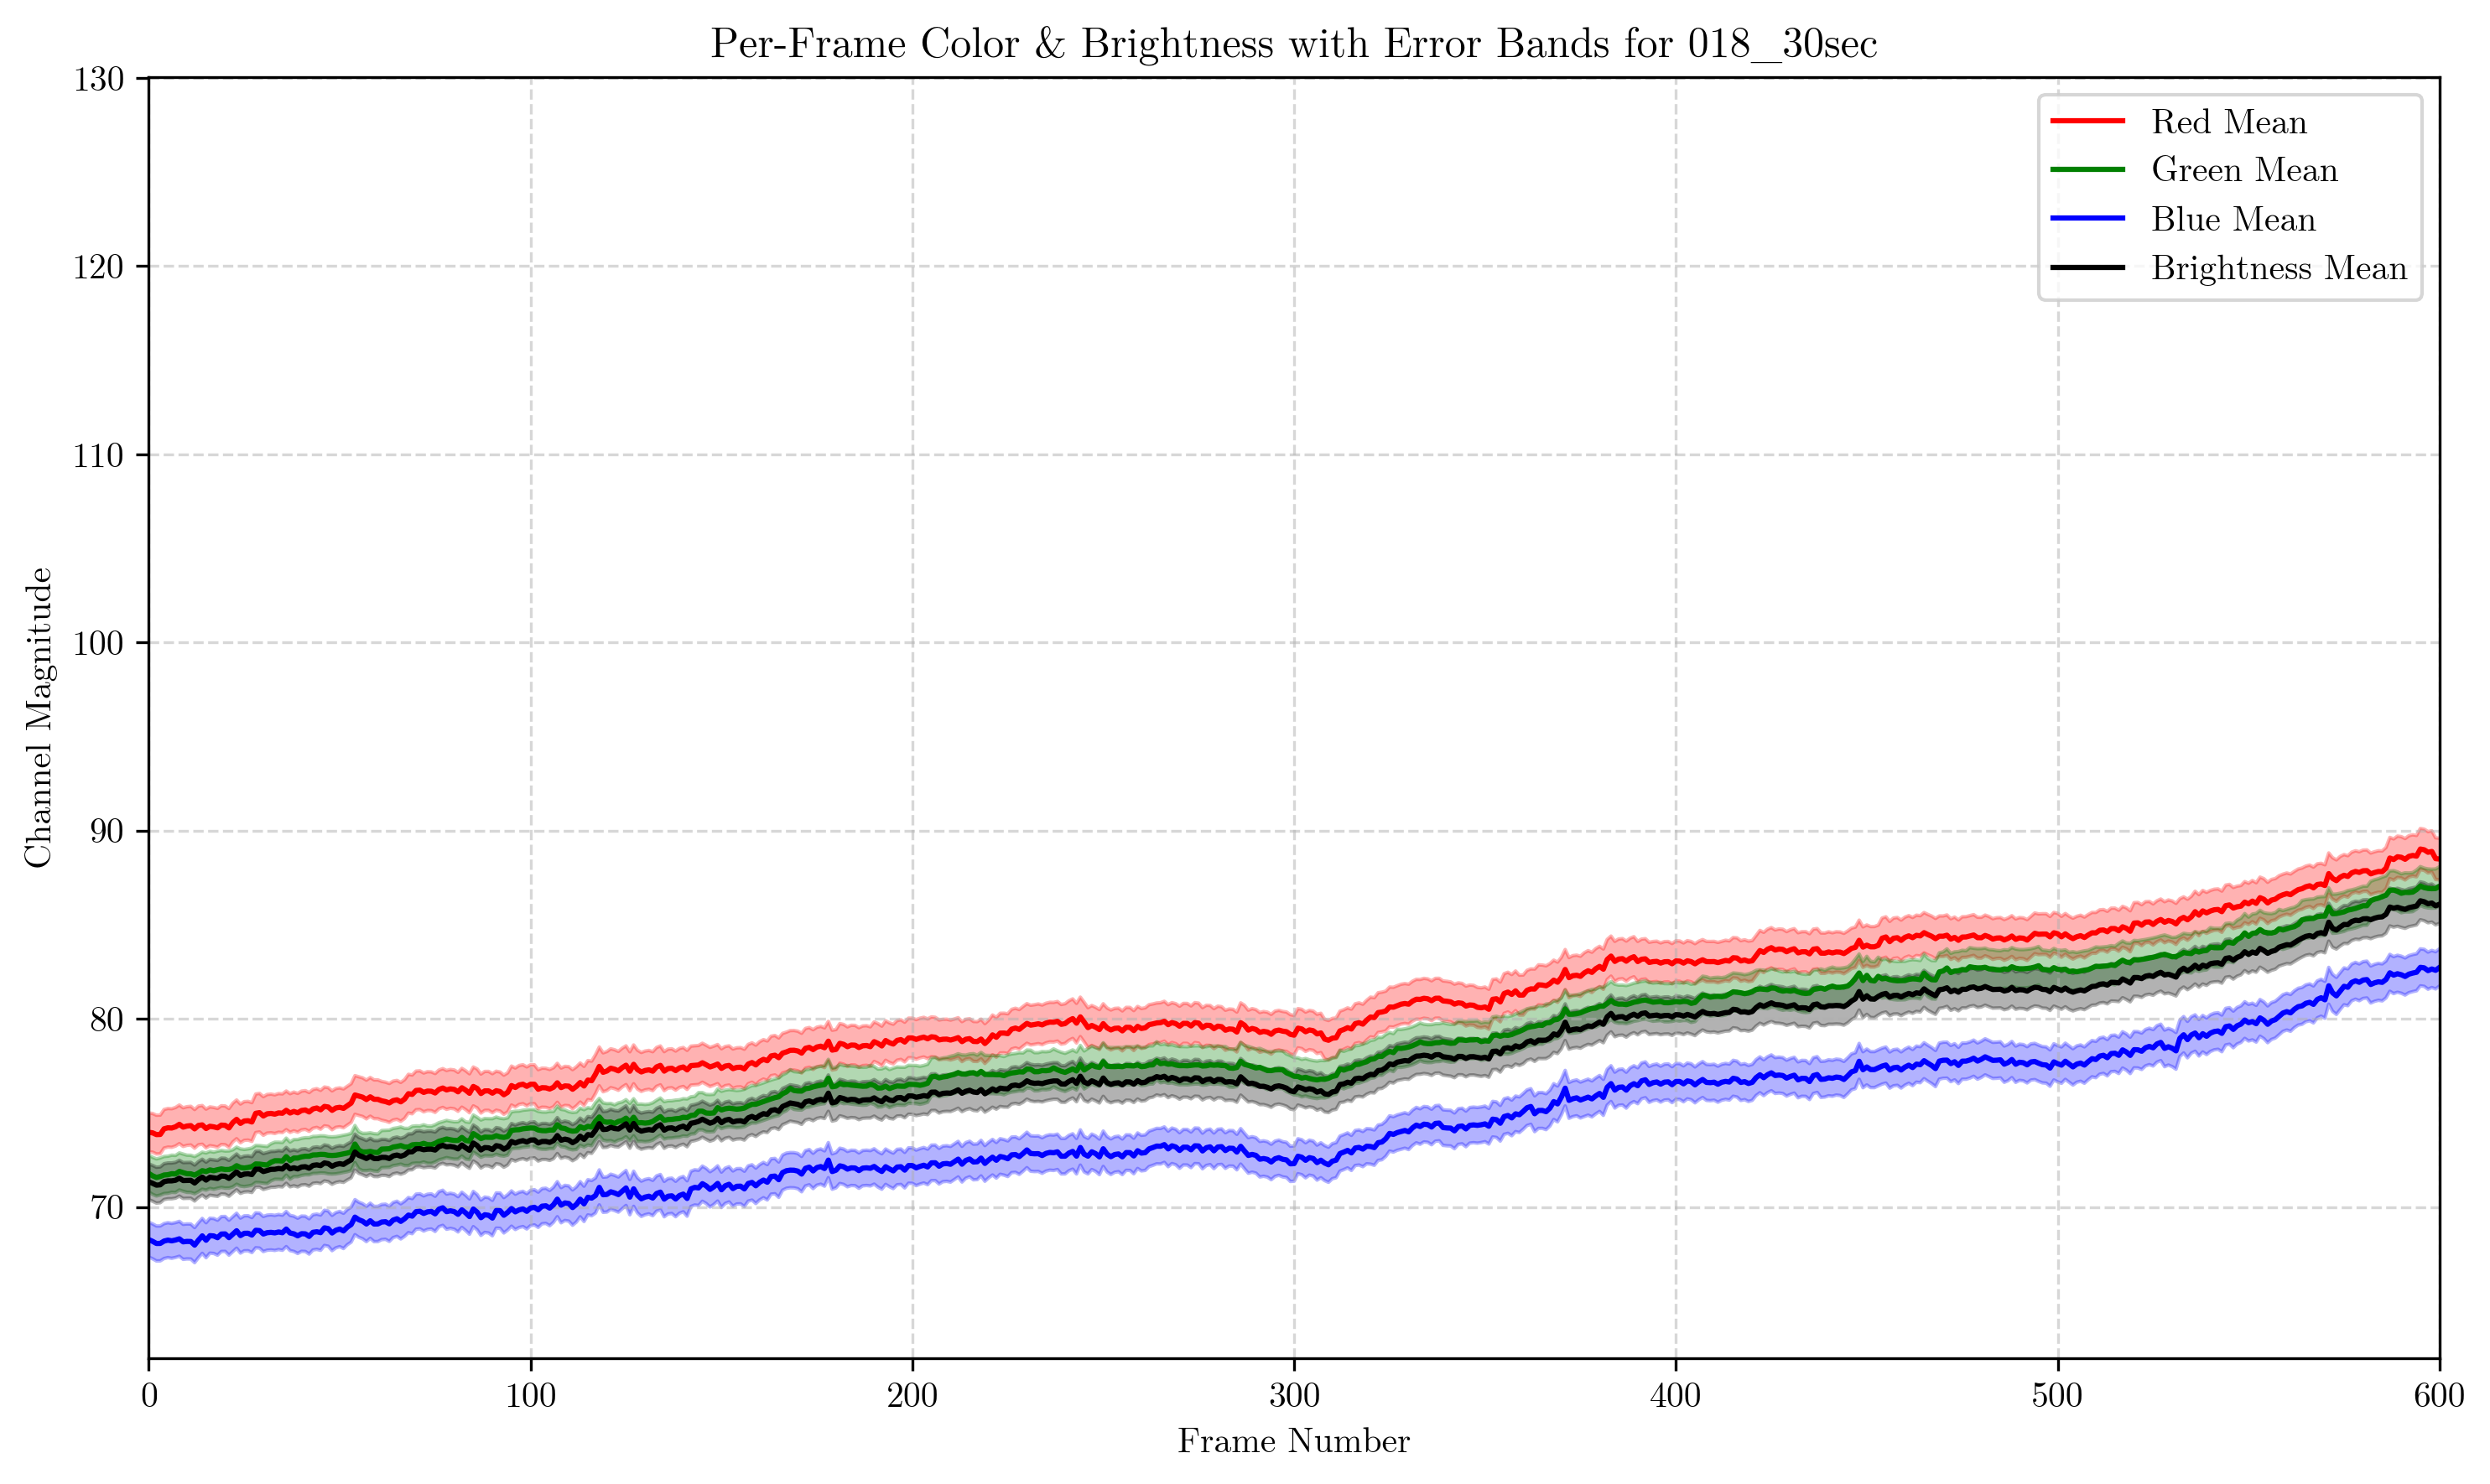 Per-Frame Color & Brightness with Error Bands for 018_30sec
130
120
110
100
90
80
70
Channel Magnitude
Red Mean
Green Mean
Blue Mean
Brightness Mean
0 100 200 300 400 500 600
Frame Number